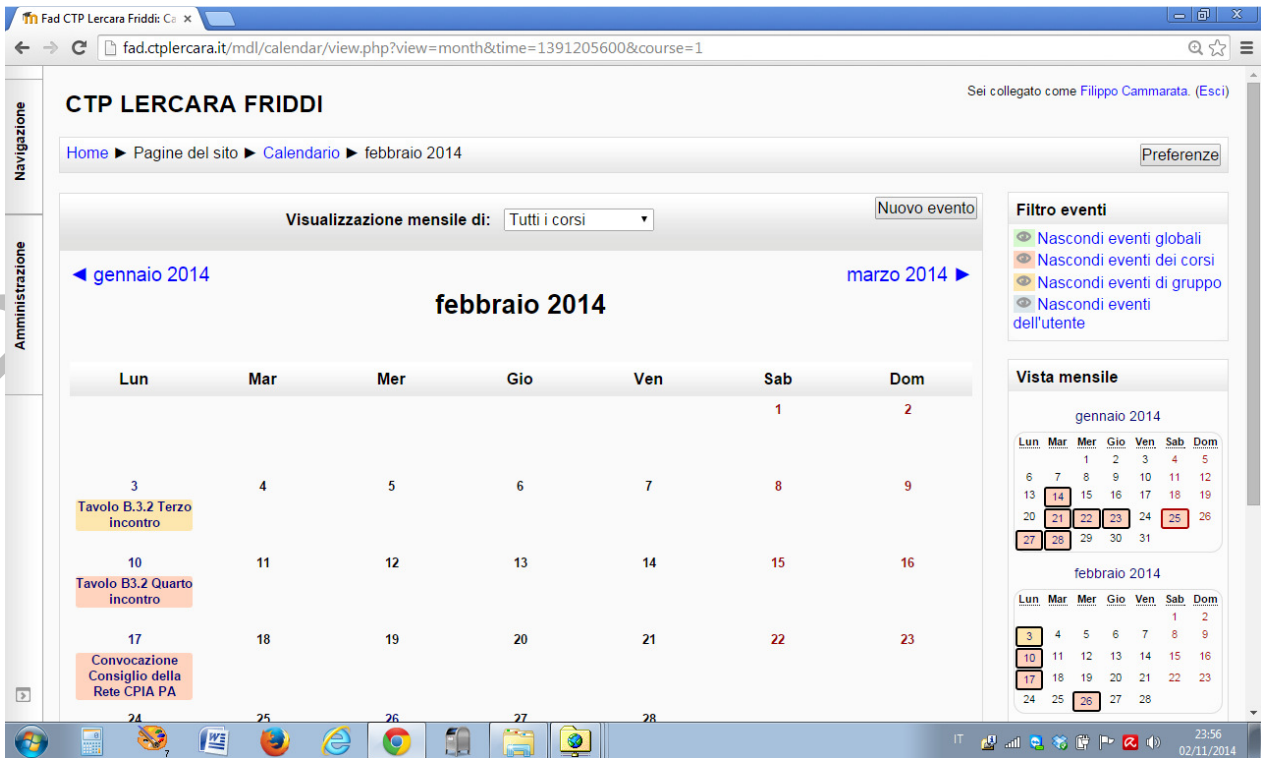 Fad CTP Lercara Friddi: Ca
fad.ctplercara.it/mdl/calendar/view.php?view=month&time=1391205600&course=1
Navigazione
Amministrazione
CTP LERCARA FRIDDI
Sei collegato come Filippo Cammarata. (Esci)
Home ► Pagine del sito ► Calendario ► febbraio 2014
Preferenze
Visualizzazione mensile di: Tutti i corsi
Nuovo evento
◄ gennaio 2014
marzo 2014 ►
febbraio 2014
Lun Mar Mer Gio Ven Sab Dom
1 2
3 4 5 6 7 8 9
Tavolo B.3.2 Terzo
incontro
10 11 12 13 14 15 16
Tavolo B3.2 Quarto
incontro
17 18 19 20 21 22 23
Convocazione
Consiglio della
Rete CPIA PA
24 25 26 27 28
Filtro eventi
Nascondi eventi globali
Nascondi eventi dei corsi
Nascondi eventi di gruppo
Nascondi eventi
dell'utente
Vista mensile
gennaio 2014
Lun Mar Mer Gio Ven Sab Dom
1 2 3 4 5
6 7 8 9 10 11 12
13 14 15 16 17 18 19
20 21 22 23 24 25 26
27 28 29 30 31
febbraio 2014
Lun Mar Mer Gio Ven Sab Dom
1 2
3 4 5 6 7 8 9
10 11 12 13 14 15 16
17 18 19 20 21 22 23
24 25 26 27 28
7
IT
23:56
02/11/2014